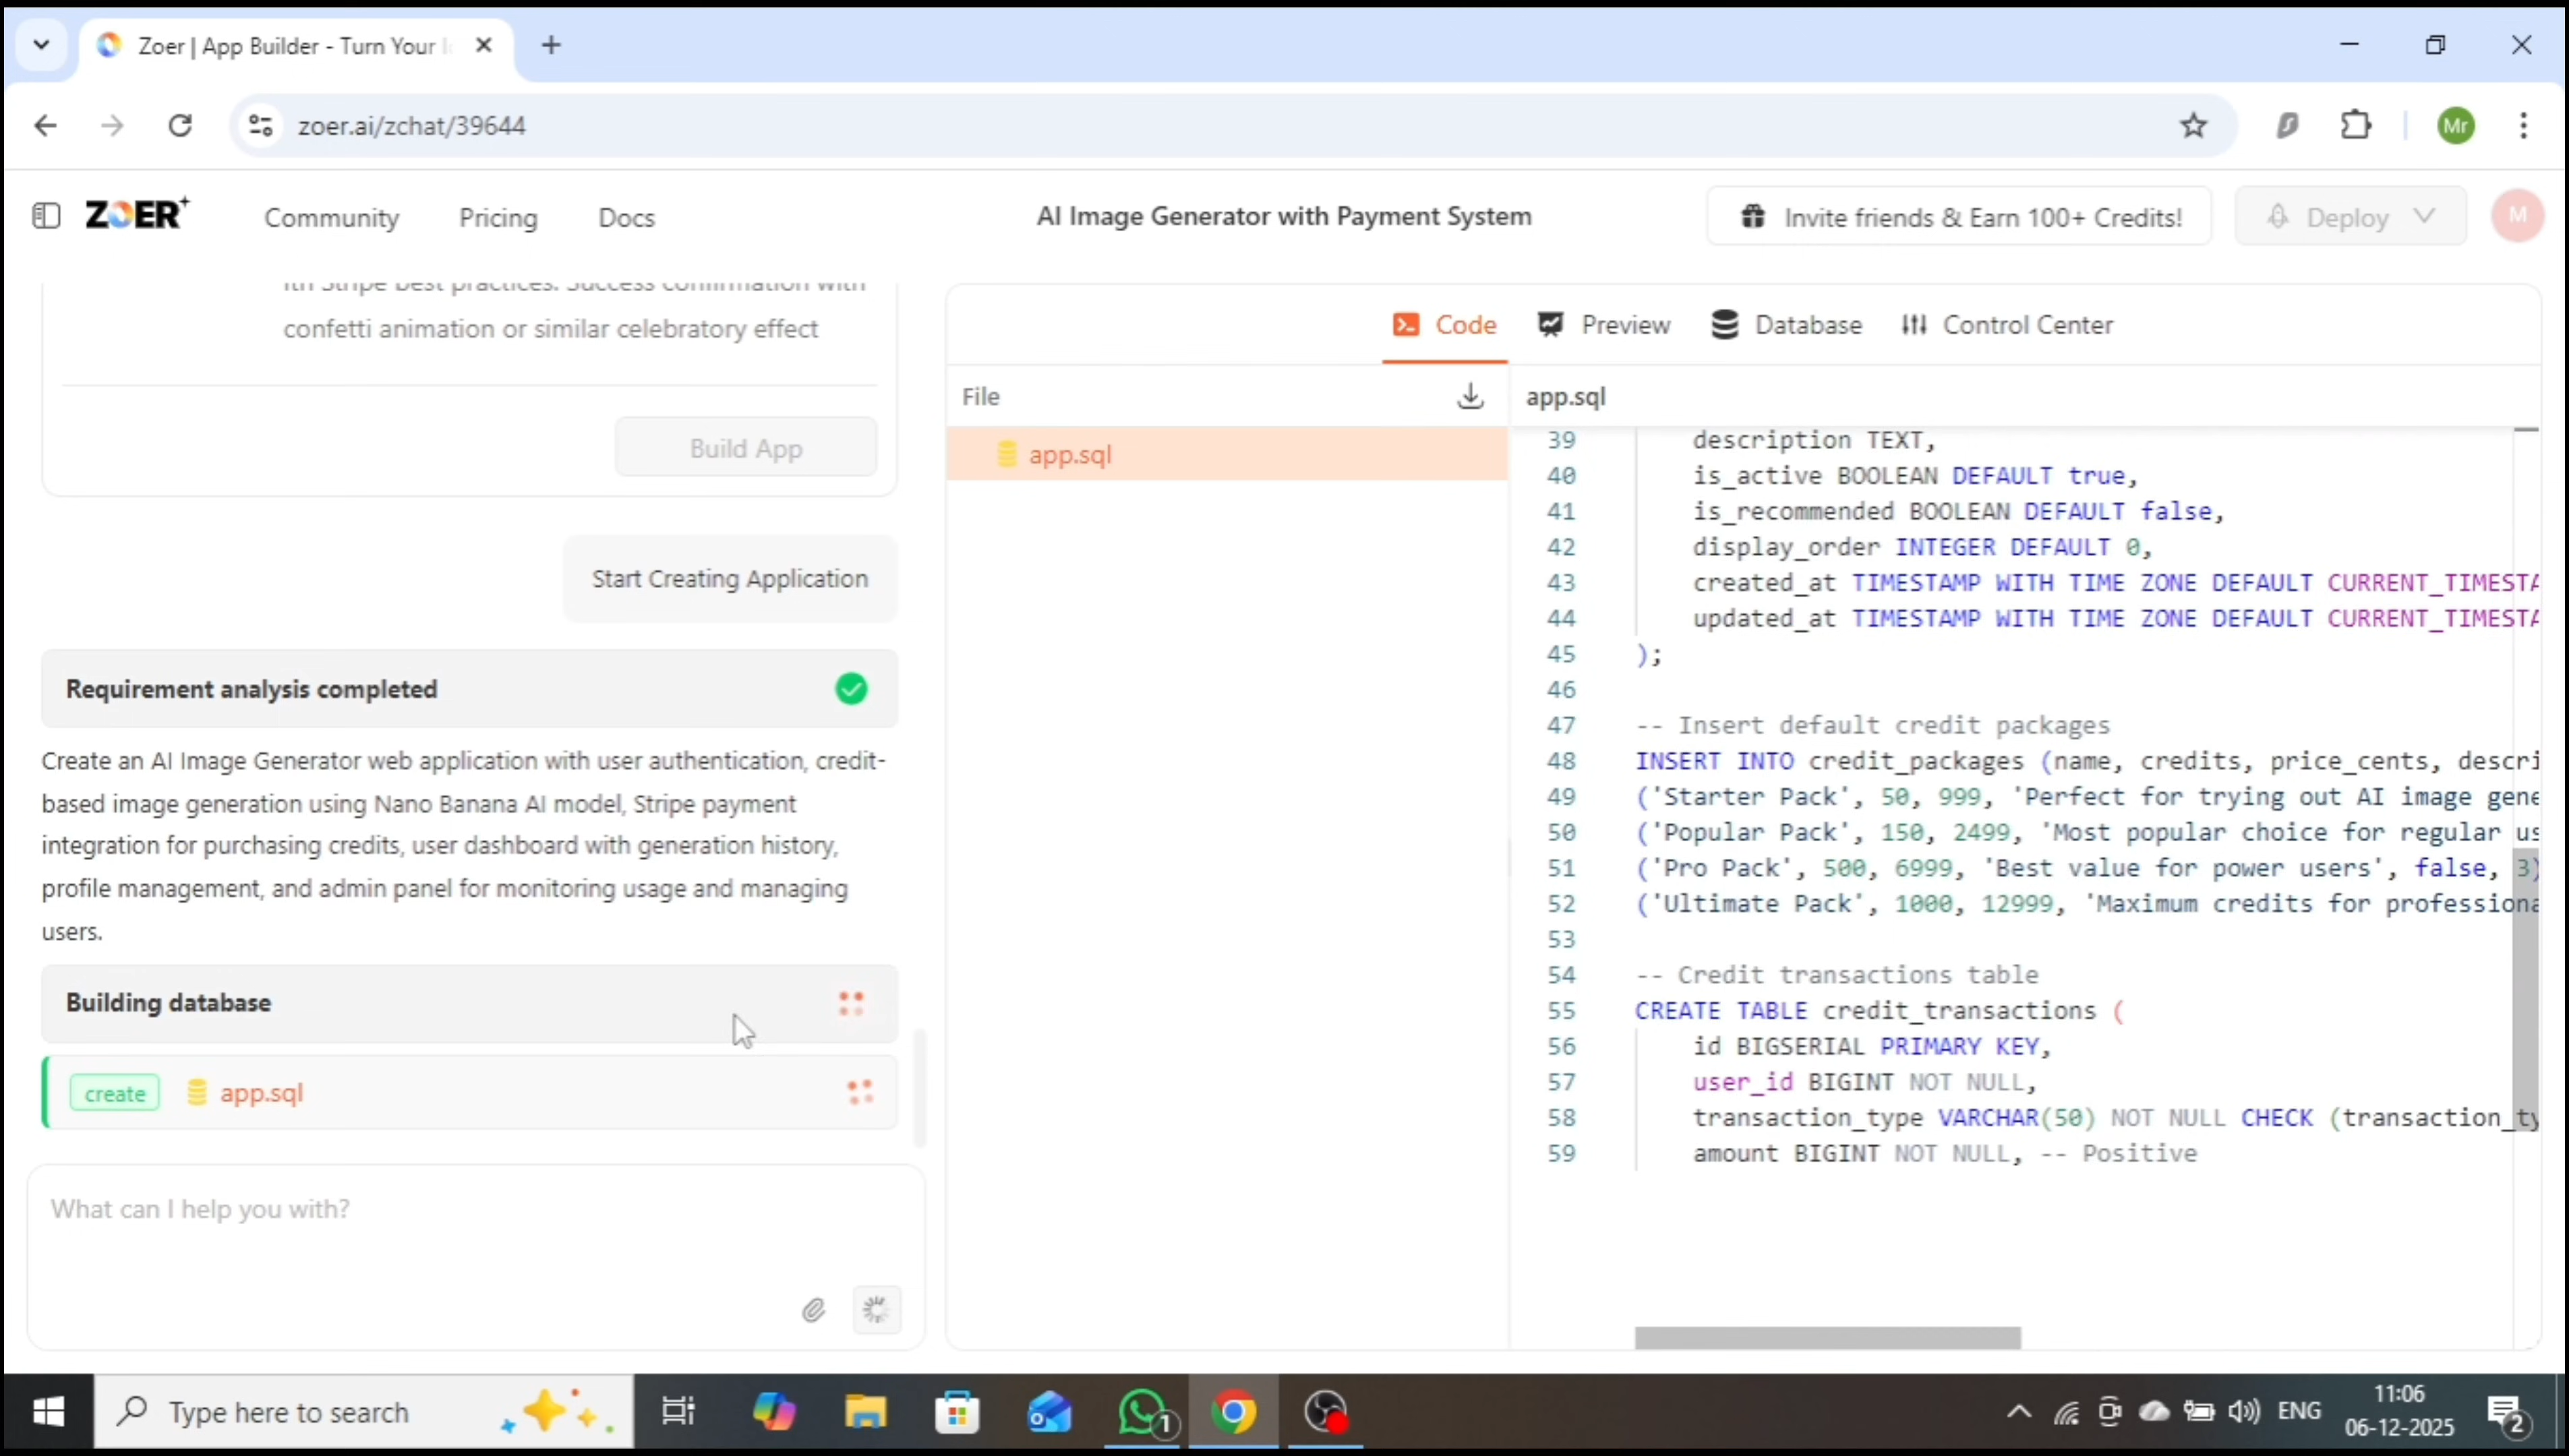 Zoer | App Builder - Turn Your I
zoer.ai/zchat/39644
Mr
ZOER+
Community
Pricing
Docs
AI Image Generator with Payment System
Invite friends & Earn 100+ Credits!
Deploy
M
ith Stripe best practices. Success confirmation with
confetti animation or similar celebratory effect
Build App
Start Creating Application
Requirement analysis completed
Create an AI Image Generator web application with user authentication, credit-
based image generation using Nano Banana AI model, Stripe payment
integration for purchasing credits, user dashboard with generation history,
profile management, and admin panel for monitoring usage and managing
users.
Building database
create app.sql
What can I help you with?
Code
Preview
Database
Control Center
File
app.sql
app.sql
39 description TEXT,
40 is_active BOOLEAN DEFAULT true,
41 is_recommended BOOLEAN DEFAULT false,
42 display_order INTEGER DEFAULT 0,
43 created_at TIMESTAMP WITH TIME ZONE DEFAULT CURRENT_TIMESTA
44 updated_at TIMESTAMP WITH TIME ZONE DEFAULT CURRENT_TIMESTA
45 );
46
47 -- Insert default credit packages
48 INSERT INTO credit_packages (name, credits, price_cents, descri
49 ('Starter Pack', 50, 999, 'Perfect for trying out AI image gene
50 ('Popular Pack', 150, 2499, 'Most popular choice for regular us
51 ('Pro Pack', 500, 6999, 'Best value for power users', false, 3)
52 ('Ultimate Pack', 1000, 12999, 'Maximum credits for professiona
53
54 -- Credit transactions table
55 CREATE TABLE credit_transactions (
56 id BIGSERIAL PRIMARY KEY,
57 user_id BIGINT NOT NULL,
58 transaction_type VARCHAR(50) NOT NULL CHECK (transaction_ty
59 amount BIGINT NOT NULL, -- Positive
Type here to search
1
ENG
11:06
06-12-2025
2